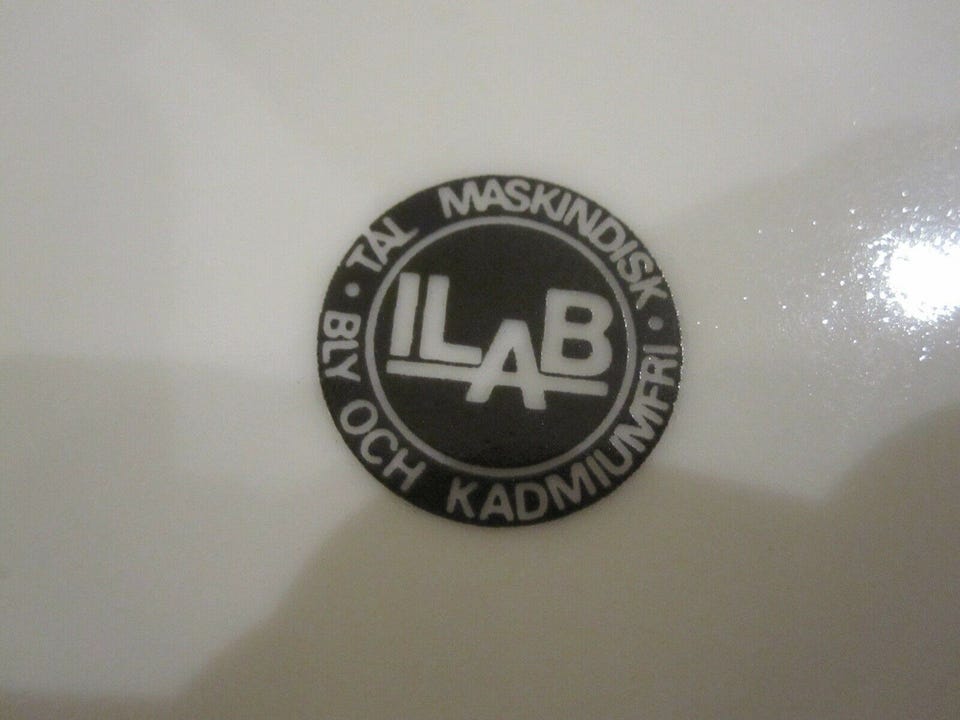 TÅL MASKINDISK
ILAB
BLY OCH KADMIUMFRI